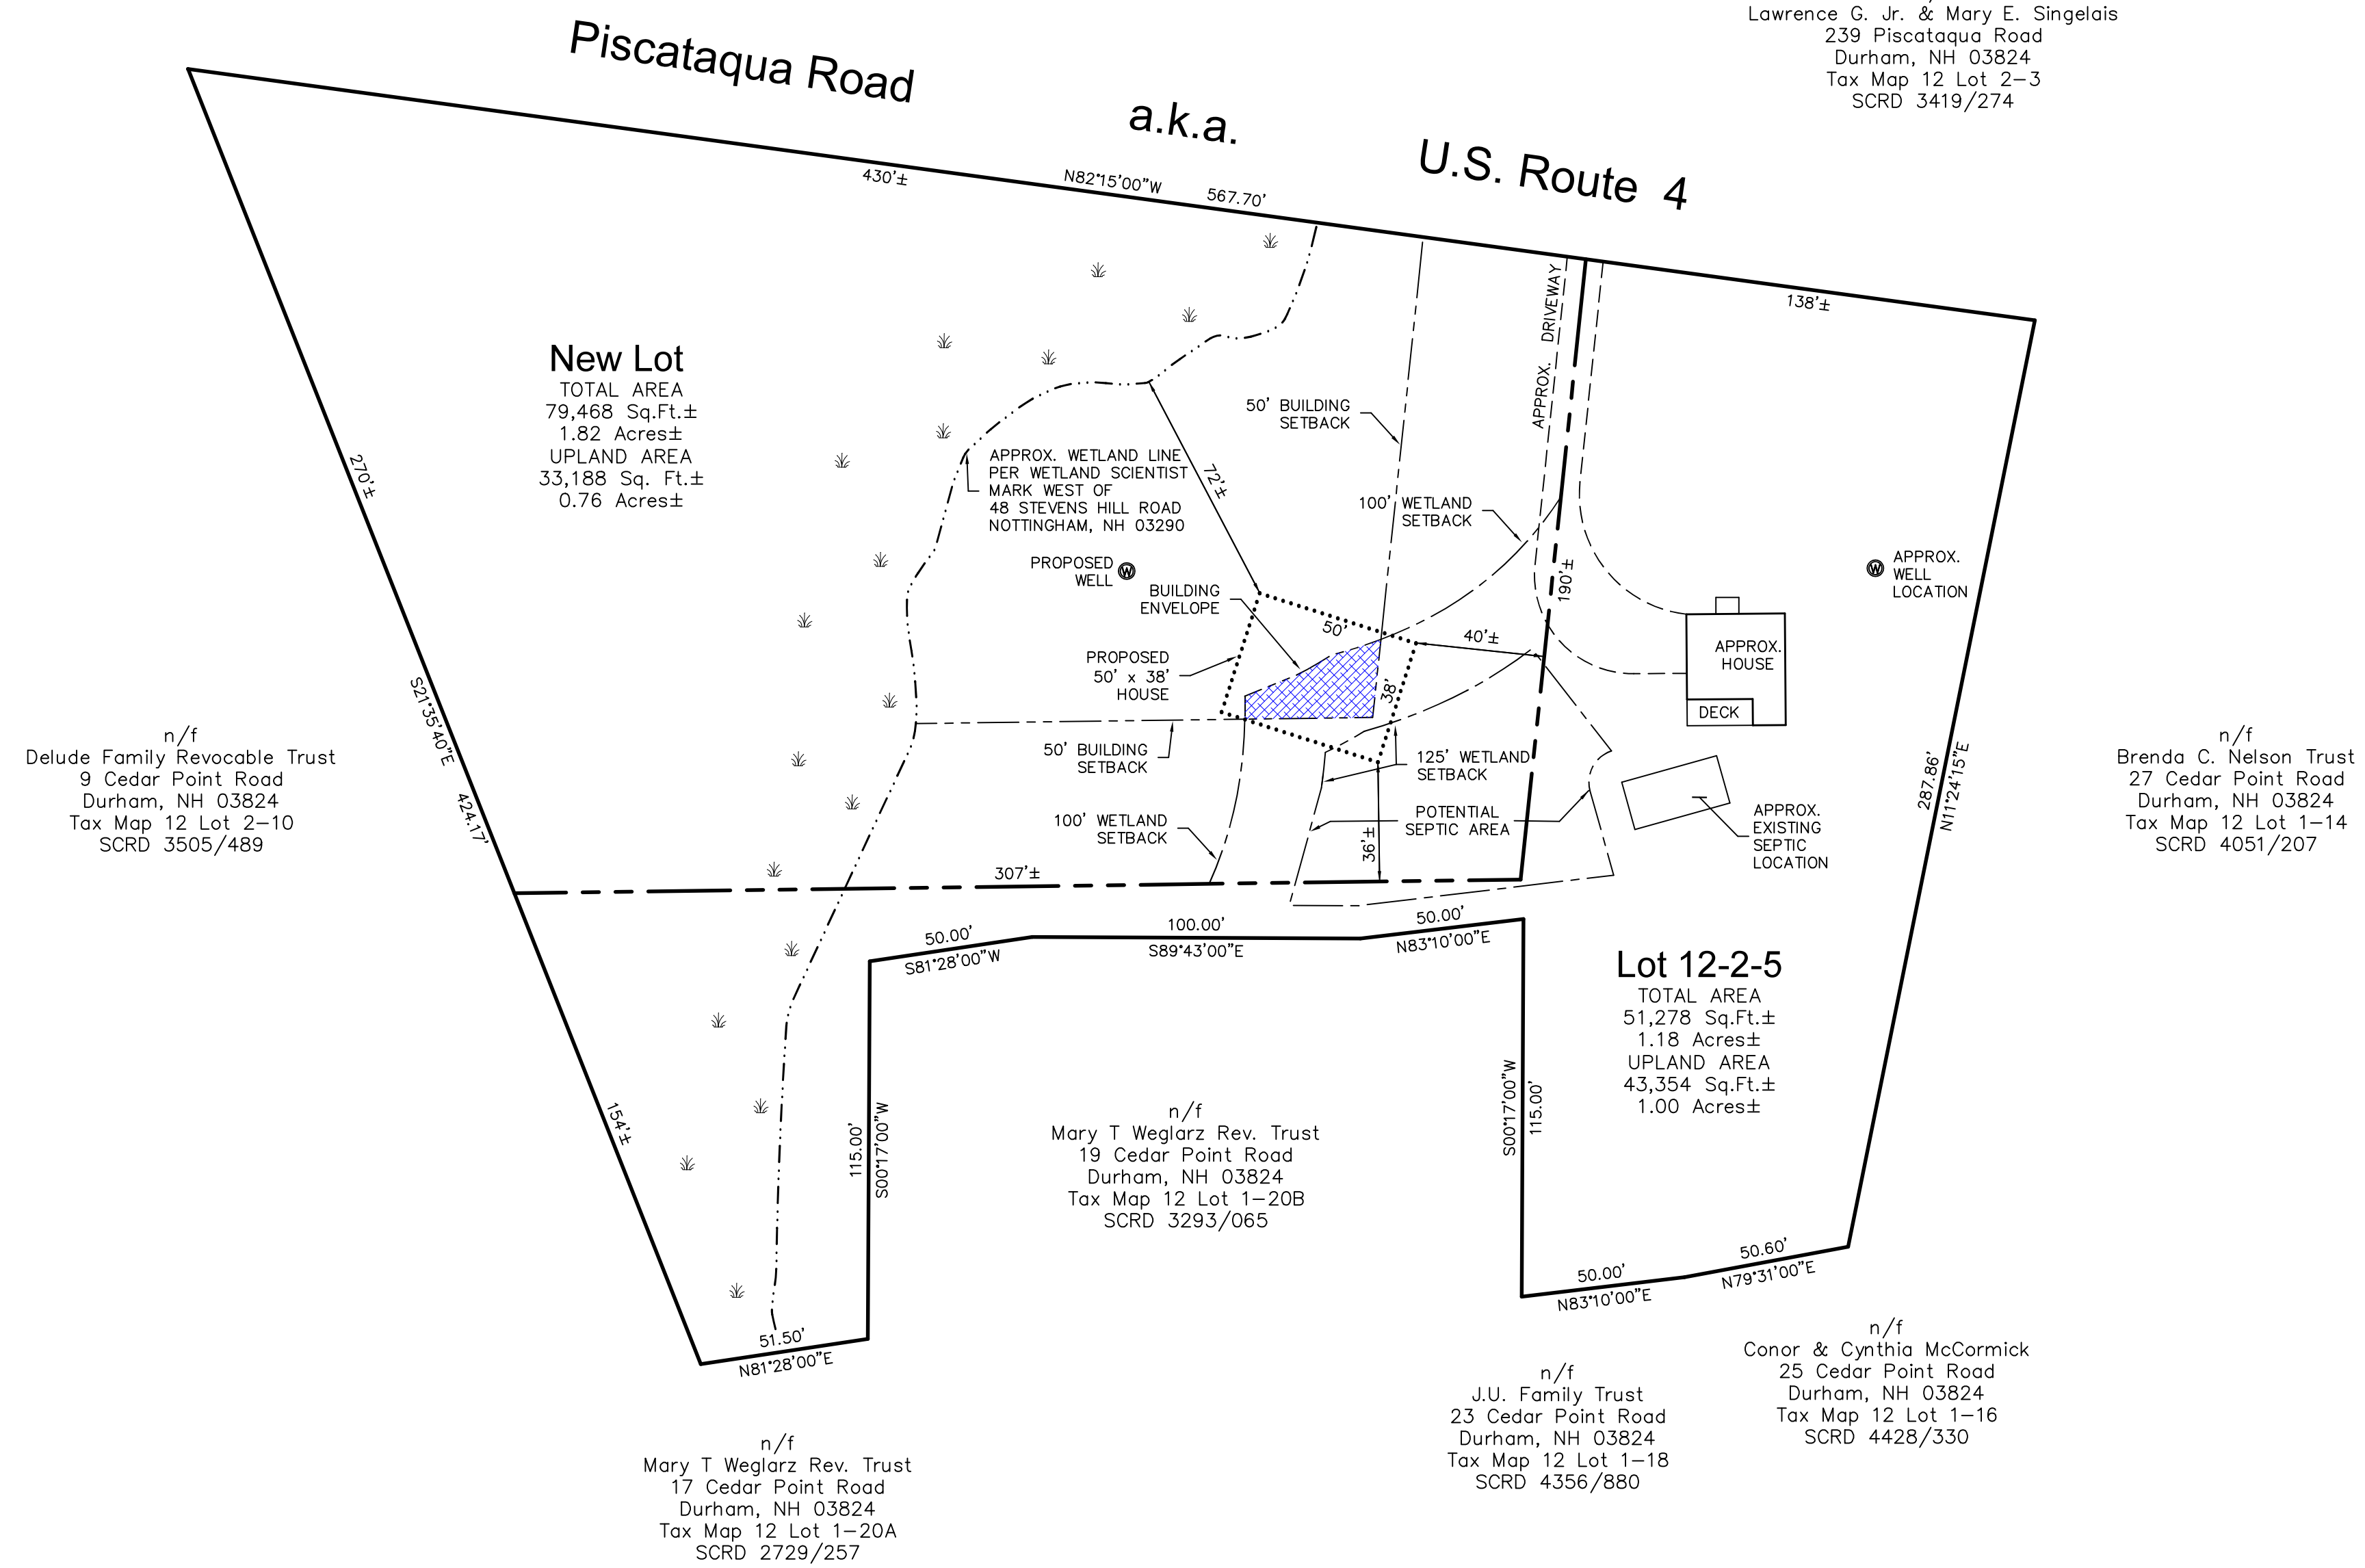 Lawrence G. Jr. & Mary E. Singelais
239 Piscataqua Road
Durham, NH 03824
Tax Map 12 Lot 2-3
SCRD 3419/274
Piscataqua Road
a.k.a.
U.S. Route 4
430'±
N82°15'00"W
567.70'
138'±
New Lot
TOTAL AREA
79,468 Sq.Ft.±
1.82 Acres±
UPLAND AREA
33,188 Sq. Ft.±
0.76 Acres±
270'±
S21°35'40"E
424.17'
154'±
APPROX. WETLAND LINE
PER WETLAND SCIENTIST
MARK WEST OF
48 STEVENS HILL ROAD
NOTTINGHAM, NH 03290
72'±
50' BUILDING
SETBACK
APPROX. DRIVEWAY
100' WETLAND
SETBACK
190'±
PROPOSED
WELL
W
BUILDING
ENVELOPE
50'
40'±
38'
PROPOSED
50' x 38'
HOUSE
APPROX.
HOUSE
DECK
W
APPROX.
WELL
LOCATION
50' BUILDING
SETBACK
125' WETLAND
SETBACK
100' WETLAND
SETBACK
POTENTIAL
SEPTIC AREA
36'±
APPROX.
EXISTING
SEPTIC
LOCATION
287.86'
N11°24'15"E
307'±
n/f
Delude Family Revocable Trust
9 Cedar Point Road
Durham, NH 03824
Tax Map 12 Lot 2-10
SCRD 3505/489
n/f
Brenda C. Nelson Trust
27 Cedar Point Road
Durham, NH 03824
Tax Map 12 Lot 1-14
SCRD 4051/207
50.00'
S81°28'00"W
100.00'
S89°43'00"E
50.00'
N83°10'00"E
Lot 12-2-5
TOTAL AREA
51,278 Sq.Ft.±
1.18 Acres±
UPLAND AREA
43,354 Sq.Ft.±
1.00 Acres±
115.00'
S00°17'00"W
S00°17'00"W
115.00'
n/f
Mary T Weglarz Rev. Trust
19 Cedar Point Road
Durham, NH 03824
Tax Map 12 Lot 1-20B
SCRD 3293/065
50.00'
N83°10'00"E
50.60'
N79°31'00"E
51.50'
N81°28'00"E
n/f
Conor & Cynthia McCormick
25 Cedar Point Road
Durham, NH 03824
Tax Map 12 Lot 1-16
SCRD 4428/330
n/f
J.U. Family Trust
23 Cedar Point Road
Durham, NH 03824
Tax Map 12 Lot 1-18
SCRD 4356/880
n/f
Mary T Weglarz Rev. Trust
17 Cedar Point Road
Durham, NH 03824
Tax Map 12 Lot 1-20A
SCRD 2729/257